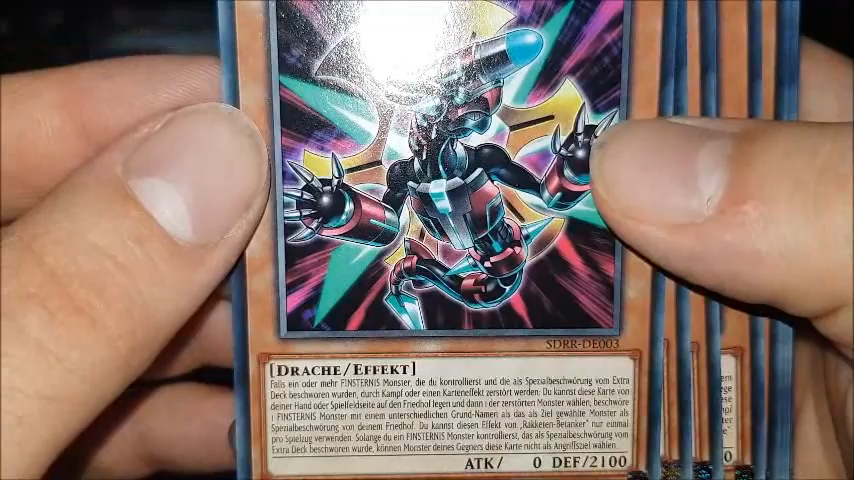 SDRR-DE003
[DRACHE/EFFEKT]
Falls ein oder mehr FINSTERNIS Monster, die du kontrollierst und die als Spezialbeschwörung vom Extra
Deck beschworen wurden, durch Kampf oder einen Karteneffekt zerstört werden: Du kannst diese Karte von
deiner Hand oder Spielfeldseite auf den Friedhof legen und dann 1 der zerstörten Monster wählen, beschwöre
1 FINSTERNIS Monster mit einem unterschiedlichen Grund-Namen als das als Ziel gewählte Monster als
Spezialbeschwörung von deinem Friedhof. Du kannst diesen Effekt von „Rakketen-Betanker" nur einmal
pro Spielzug verwenden. Solange du ein FINSTERNIS Monster kontrollierst, das als Spezialbeschwörung vom
Extra Deck beschworen wurde, können Monster deines Gegners diese Karte nicht als Angriffsziel wählen.
ATK/ 0 DEF/2100